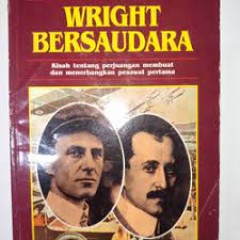 WRIGHT
BERSAUDARA
Kisah tentang perjuangan membuat
dan menerbangkan pesawat pertama